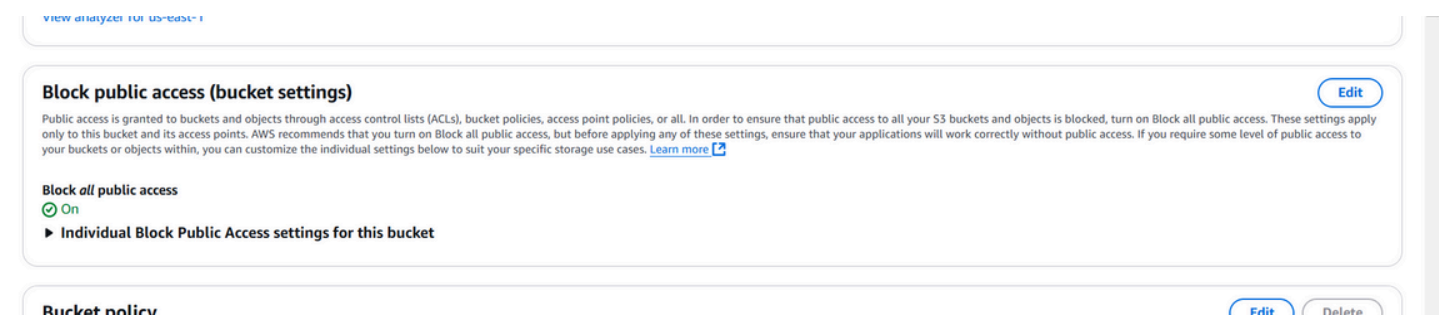 View analyzer for us-east-1
Block public access (bucket settings)
Edit
Public access is granted to buckets and objects through access control lists (ACLs), bucket policies, access point policies, or all. In order to ensure that public access to all your S3 buckets and objects is blocked, turn on Block all public access. These settings apply
only to this bucket and its access points. AWS recommends that you turn on Block all public access, but before applying any of these settings, ensure that your applications will work correctly without public access. If you require some level of public access to
your buckets or objects within, you can customize the individual settings below to suit your specific storage use cases. Learn more
Block all public access
On
Individual Block Public Access settings for this bucket
Bucket policy
Edit
Delete